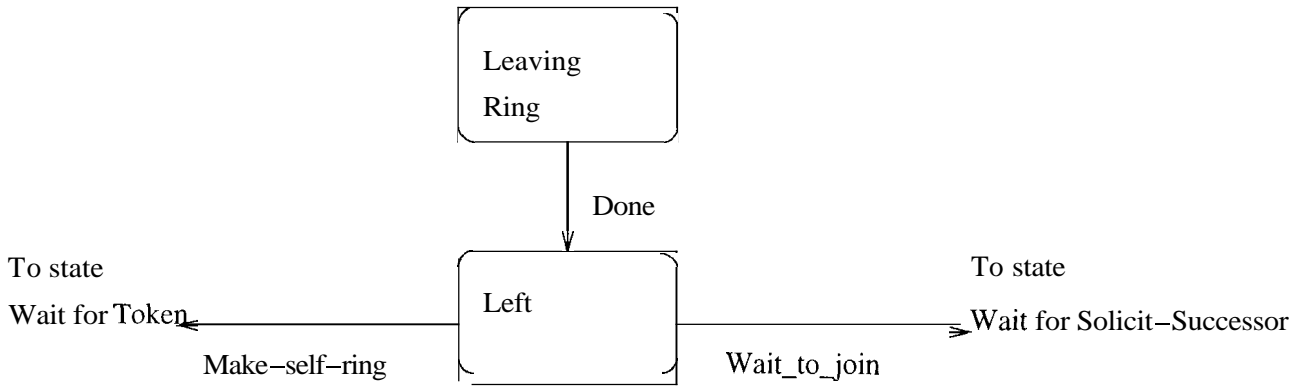 Leaving
Ring
Done
To state
Wait for Token
Left
To state
Wait for Solicit−Successor
Make−self−ring
Wait_to_join